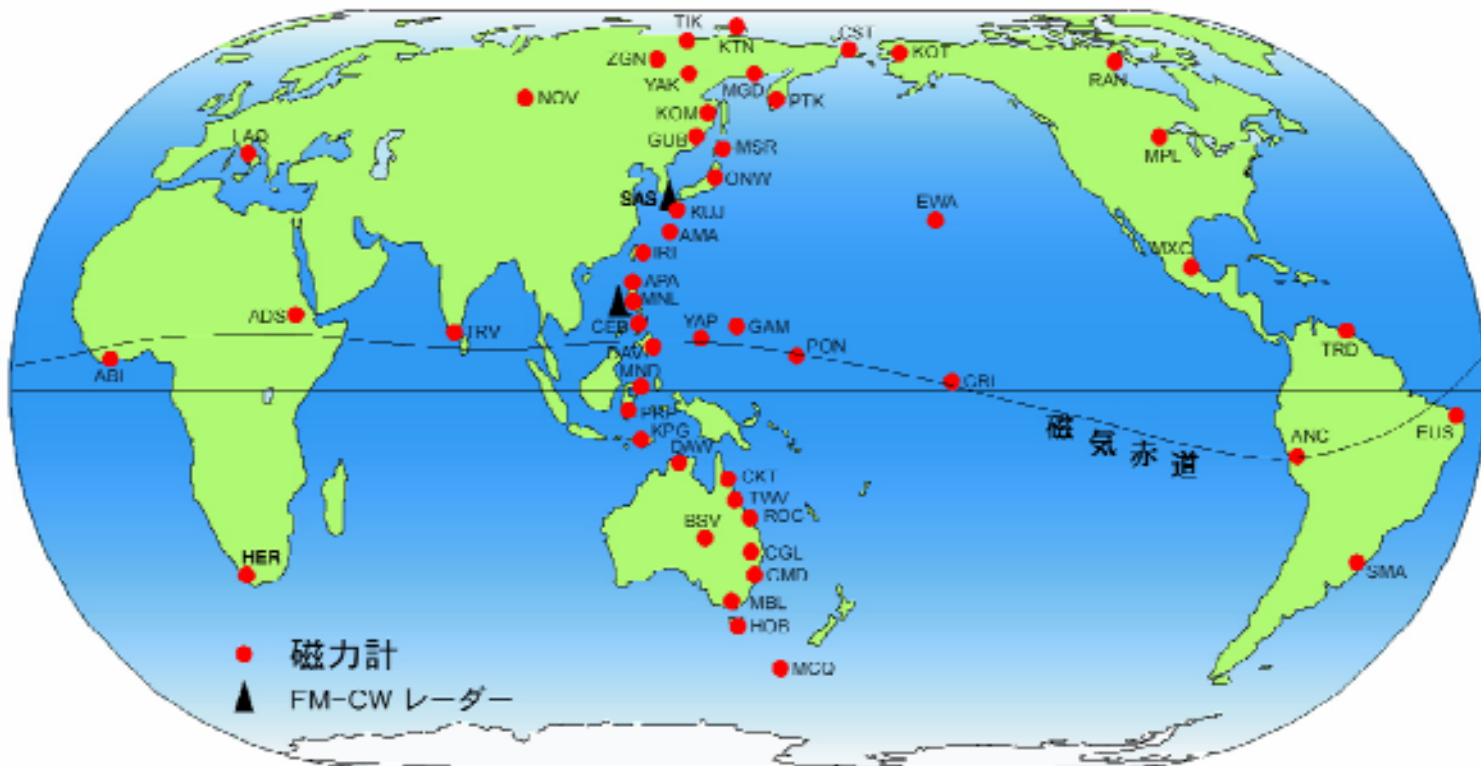 TIK
KTN
CST
KOT
ZGN
RAN
YAK
MGD
PTK
NOV
KOM
GUB
MSR
MPL
LAQ
ONW
SAS
KUJ
EWA
AMA
IRI
MXC
APA
MNL
ADS
CEB
YAP
GAM
TRV
TRD
DAV
PON
ABI
MND
CRI
PRP
EUS
磁気赤道
ANC
KPG
DAW
CKT
TWV
ROC
BSV
CGL
HER
CMD
SMA
MBL
HOB
磁力計
MCQ
FM-CW レーダー